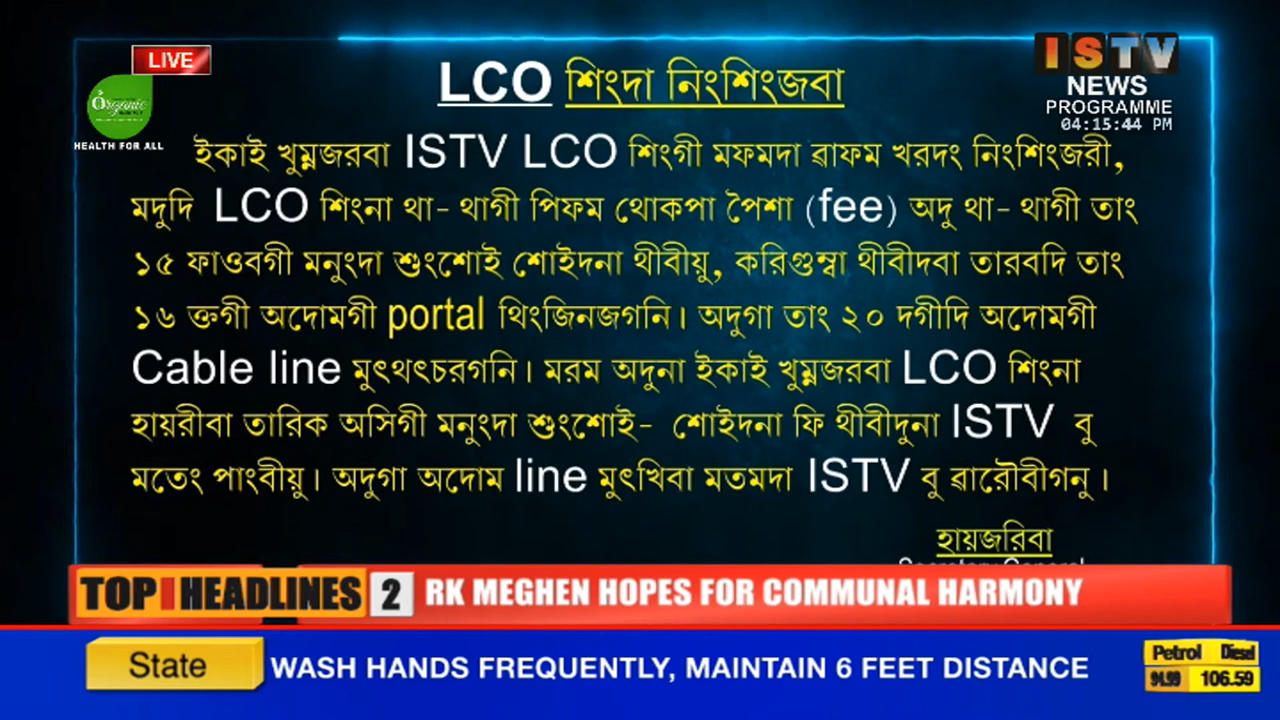 LIVE
Organic
HEALTH FOR ALL
ISTV
NEWS
PROGRAMME
04:15:44 PM
LCO শিংদা নিংশিংজবা
ইকাই খুম্নজরবা ISTV LCO শিংগী মফমদা ৱাফম খরদং নিংশিংজরী,
মদুদি LCO শিংনা থা- থাগী পিফম থোকপা পৈশা (fee) অদু থা- থাগী তাং
১৫ ফাওবগী মনুংদা শুংশোই শোইদনা থীবীয়ু, করিগুম্বা থীবীদবা তারবদি তাং
১৬ ক্তগী অদোমগী portal থিংজিনজগনি। অদুগা তাং ২০ দগীদি অদোমগী
Cable line মুৎথৎচরগনি। মরম অদুনা ইকাই খুম্নজরবা LCO শিংনা
হায়রীবা তারিক অসিগী মনুংদা শুংশোই- শোইদনা ফি থীবীদুনা ISTV বু
মতেং পাংবীয়ু। অদুগা অদোম line মুৎখিবা মতমদা ISTV বু ৱারৌবীগনু।
হায়জরিবা
TOP HEADLINES 2 RK MEGHEN HOPES FOR COMMUNAL HARMONY
State WASH HANDS FREQUENTLY, MAINTAIN 6 FEET DISTANCE
Petrol Diesel
106.59